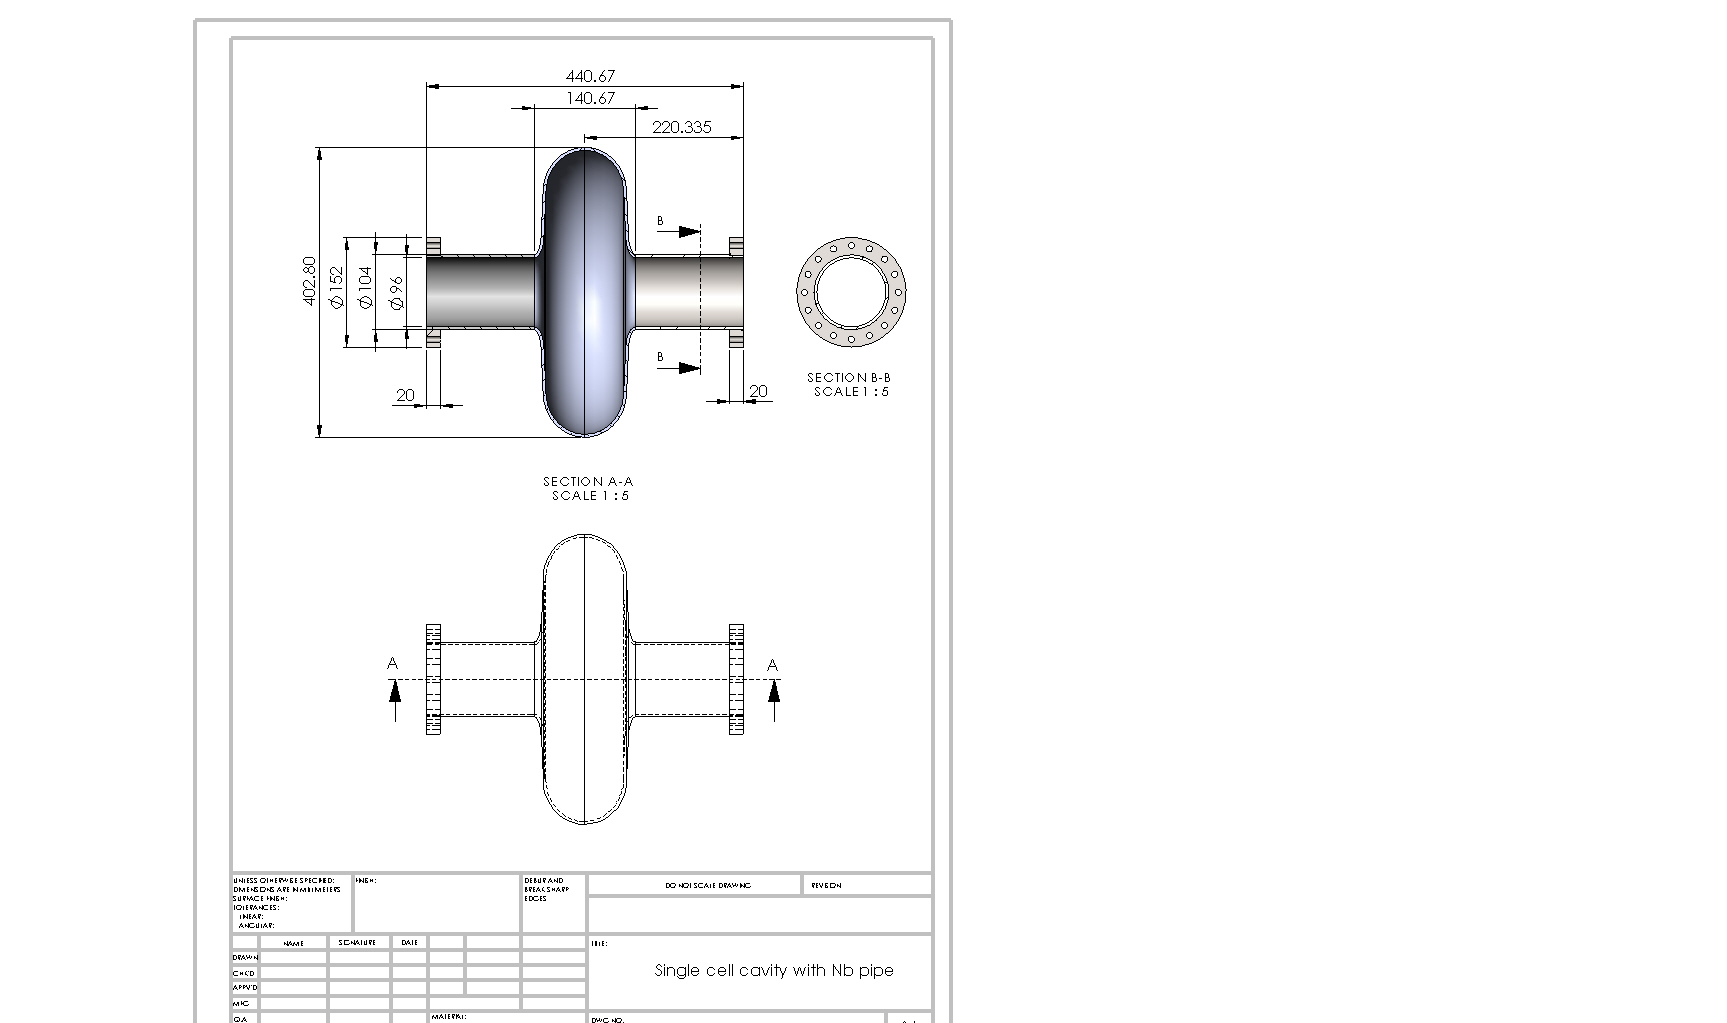 440.67
140.67
220.335
402.80
∅152
∅104
∅96
B
B
20
20
SECTION B-B
SCALE 1 : 5
SECTION A-A
SCALE 1 : 5
A
A
UNLESS OTHERWISE SPECIFIED:
DIMENSIONS ARE IN MILLIMETERS
SURFACE FINISH:
TOLERANCES:
LINEAR:
ANGULAR:
FINISH:
DEBUR AND
BREAK SHARP
EDGES
DO NOT SCALE DRAWING
REVISION
NAME
SIGNATURE
DATE
TITLE:
DRAWN
CHK'D
APPV'D
MFG
Q.A
Single cell cavity with Nb pipe
MATERIAL:
DWG NO.